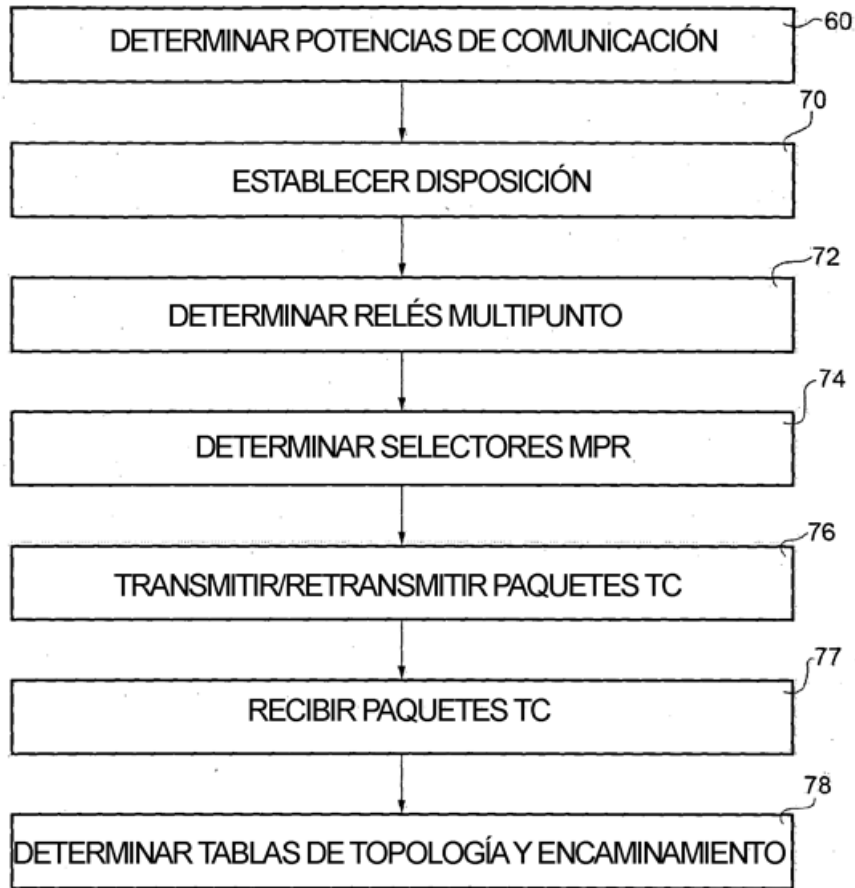 60
DETERMINAR POTENCIAS DE COMUNICACIÓN
70
ESTABLECER DISPOSICIÓN
72
DETERMINAR RELÉS MULTIPUNTO
74
DETERMINAR SELECTORES MPR
76
TRANSMITIR/RETRANSMITIR PAQUETES TC
77
RECIBIR PAQUETES TC
78
DETERMINAR TABLAS DE TOPOLOGÍA Y ENCAMINAMIENTO